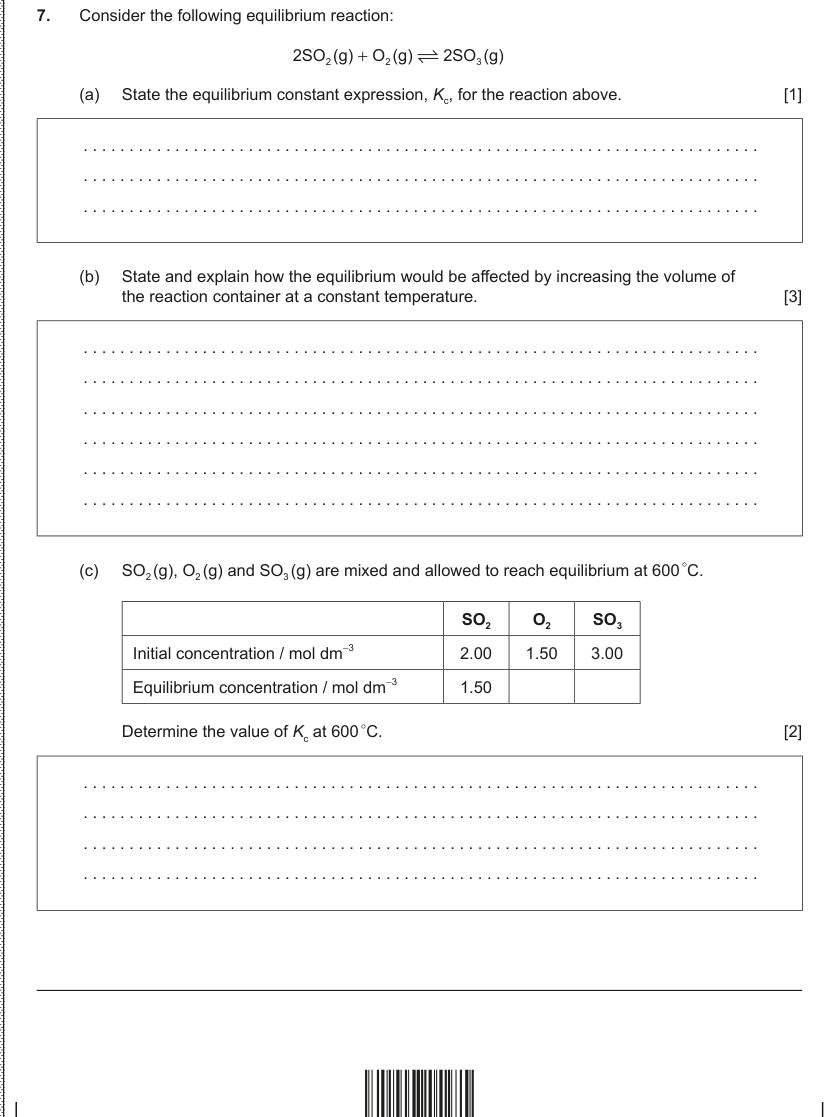 7. Consider the following equilibrium reaction:
2SO₂(g) + O₂(g) ⇌ 2SO₃(g)
(a) State the equilibrium constant expression, K꜀, for the reaction above. [1]
(b) State and explain how the equilibrium would be affected by increasing the volume of
the reaction container at a constant temperature. [3]
(c) SO₂(g), O₂(g) and SO₃(g) are mixed and allowed to reach equilibrium at 600 °C.
SO₂ O₂ SO₃
Initial concentration / mol dm⁻³ 2.00 1.50 3.00
Equilibrium concentration / mol dm⁻³ 1.50
Determine the value of K꜀ at 600 °C. [2]